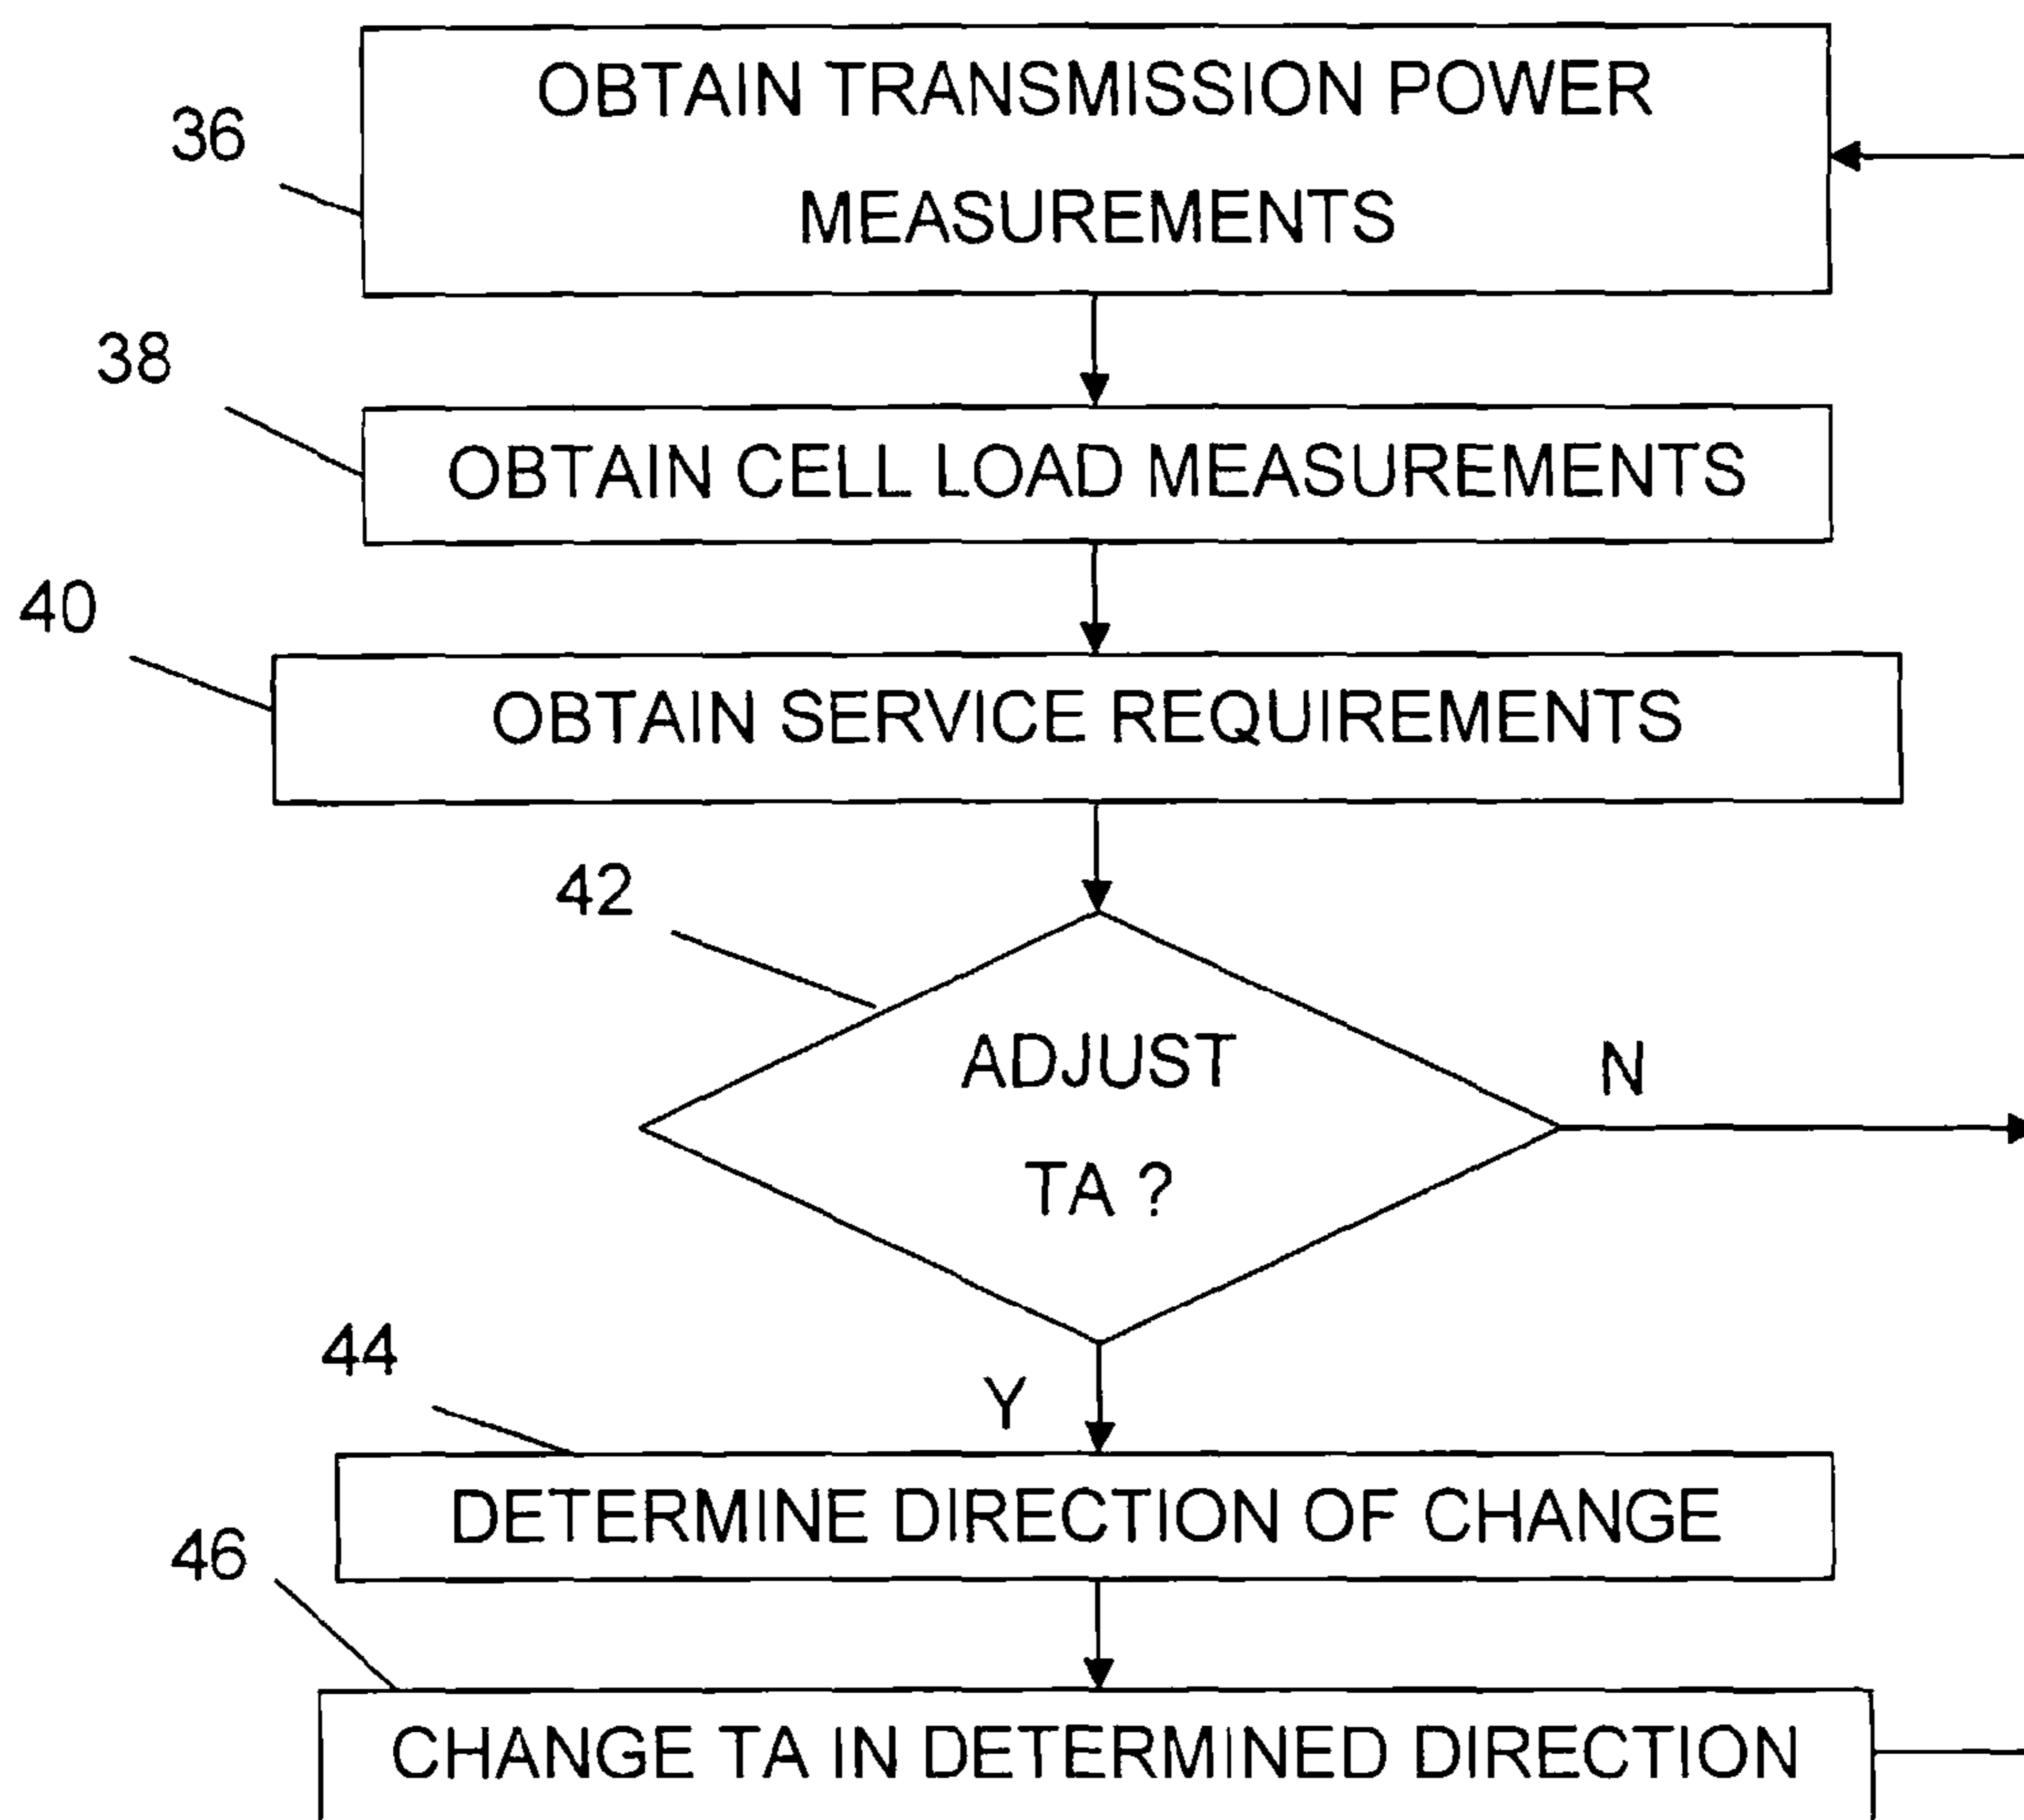 OBTAIN TRANSMISSION POWER
36
MEASUREMENTS
38
OBTAIN CELL LOAD MEASUREMENTS
40
OBTAIN SERVICE REQUIREMENTS
42
ADJUST
N
TA ?
44
Y
DETERMINE DIRECTION OF CHANGE
46
CHANGE TA IN DETERMINED DIRECTION